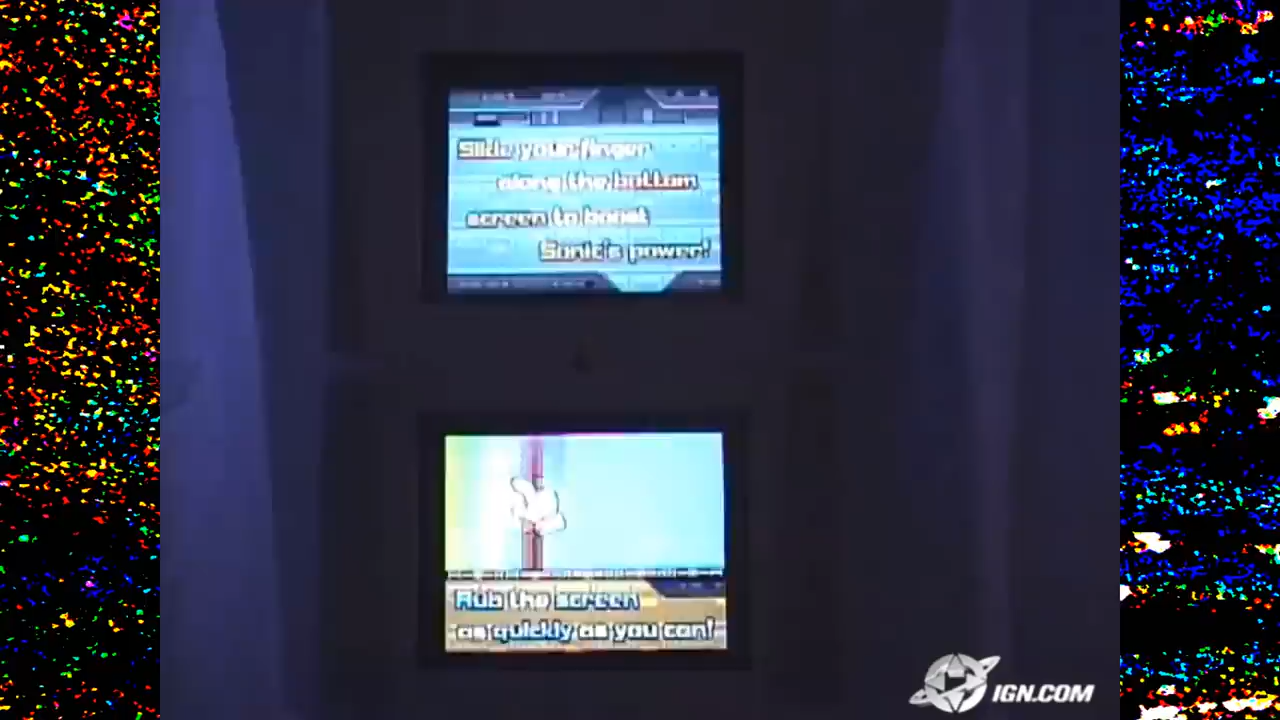 Slide your finger
along the bottom
screen to boost
Sonic's power!
Rub the screen
as quickly as you can!
IGN.COM